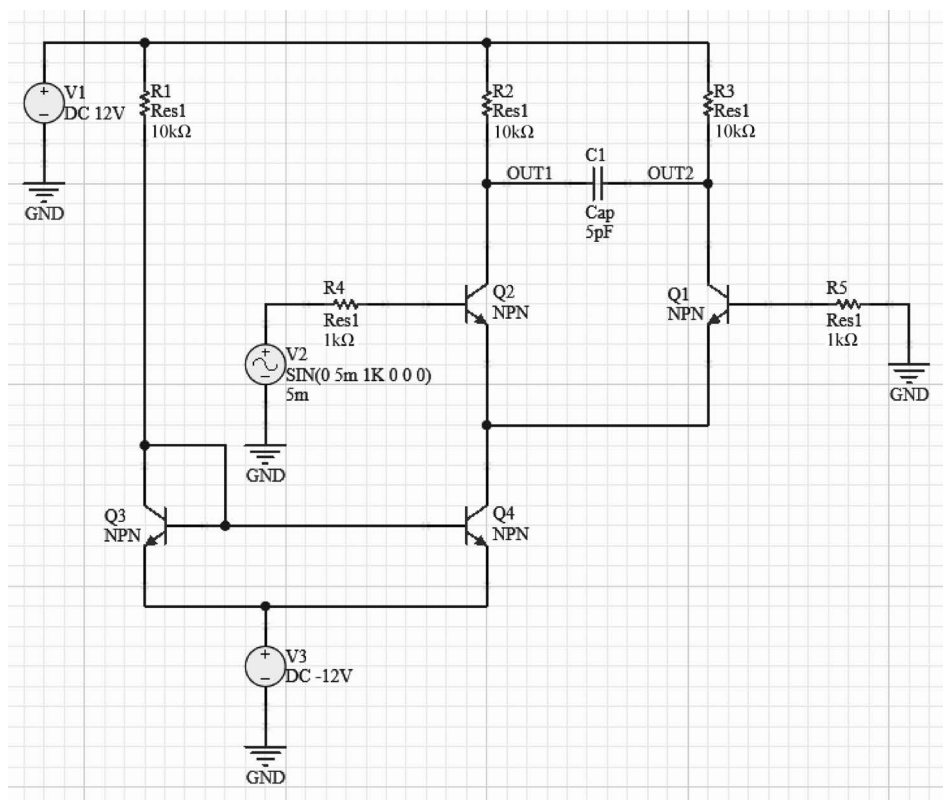 V1
DC 12V
GND
R1
Res1
10kΩ
R2
Res1
10kΩ
R3
Res1
10kΩ
OUT1
C1
OUT2
Cap
5pF
R4
Res1
1kΩ
Q2
NPN
Q1
NPN
R5
Res1
1kΩ
GND
V2
SIN(0 5m 1K 0 0 0)
5m
GND
Q3
NPN
Q4
NPN
V3
DC -12V
GND